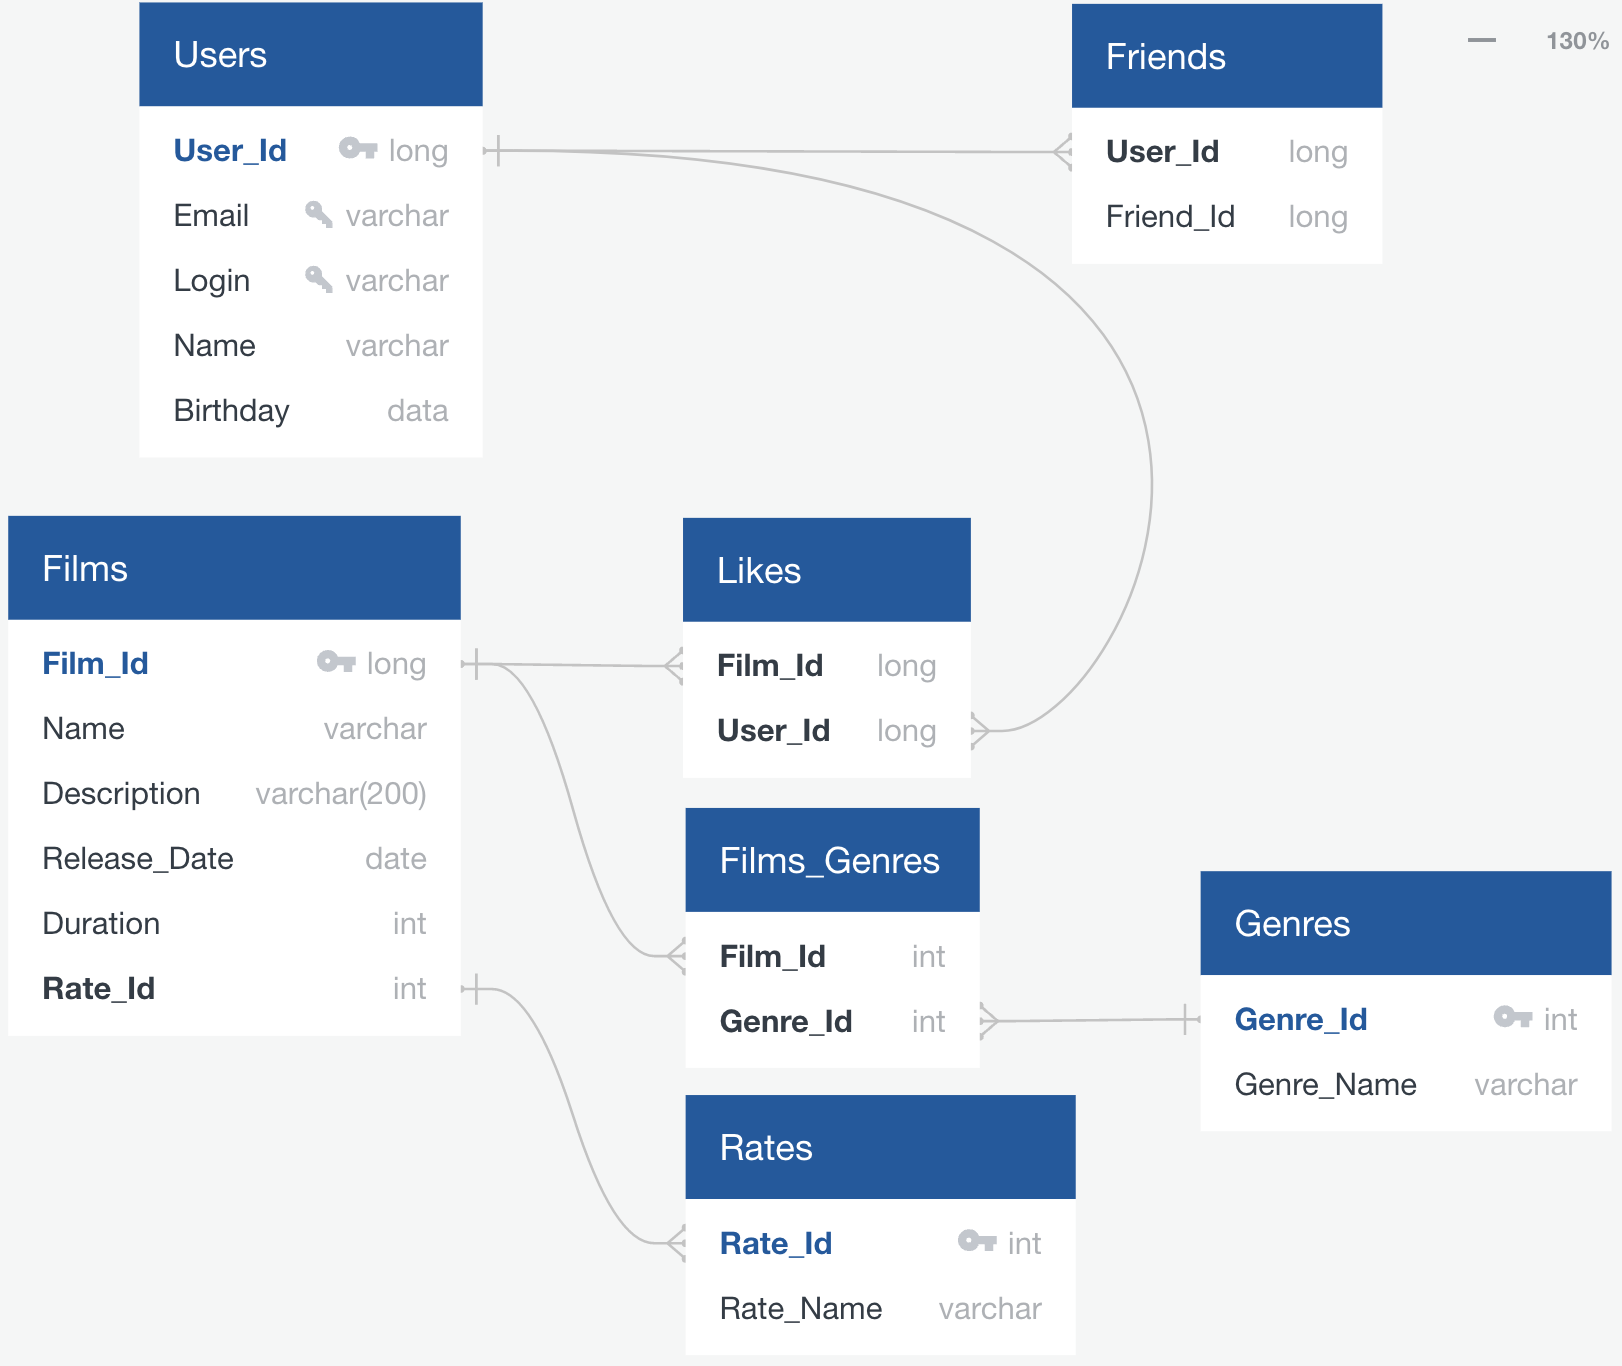 Users
User_Id long
Email varchar
Login varchar
Name varchar
Birthday data
Friends
User_Id long
Friend_Id long
130%
Films
Film_Id long
Name varchar
Description varchar(200)
Release_Date date
Duration int
Rate_Id int
Likes
Film_Id long
User_Id long
Films_Genres
Film_Id int
Genre_Id int
Genres
Genre_Id int
Genre_Name varchar
Rates
Rate_Id int
Rate_Name varchar